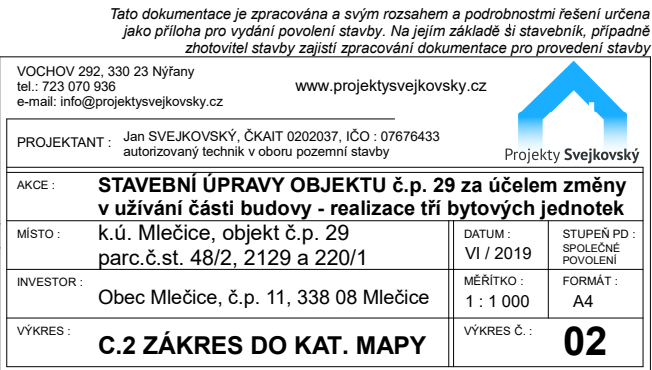 Tato dokumentace je zpracována a svým rozsahem a podrobnostmi řešení určena
jako příloha pro vydání povolení stavby. Na jejím základě si stavebník, případně
zhotovitel stavby zajistí zpracování dokumentace pro provedení stavby
VOCHOV 292, 330 23 Nýřany
tel.: 723 070 936
www.projektysvejkovsky.cz
e-mail: info@projektysvejkovsky.cz
PROJEKTANT :
Jan SVEJKOVSKÝ, ČKAIT 0202037, IČO : 07676433
autorizovaný technik v oboru pozemní stavby
Projekty Svejkovský
AKCE :
STAVEBNÍ ÚPRAVY OBJEKTU č.p. 29 za účelem změny
v užívání části budovy - realizace tří bytových jednotek
MÍSTO :
k.ú. Mlečice, objekt č.p. 29
parc.č.st. 48/2, 2129 a 220/1
DATUM :
VI / 2019
STUPEŇ PD :
SPOLEČNÉ
POVOLENÍ
INVESTOR :
Obec Mlečice, č.p. 11, 338 08 Mlečice
MĚŘÍTKO :
1 : 1 000
FORMÁT :
A4
VÝKRES :
C.2 ZÁKRES DO KAT. MAPY
VÝKRES Č. :
02